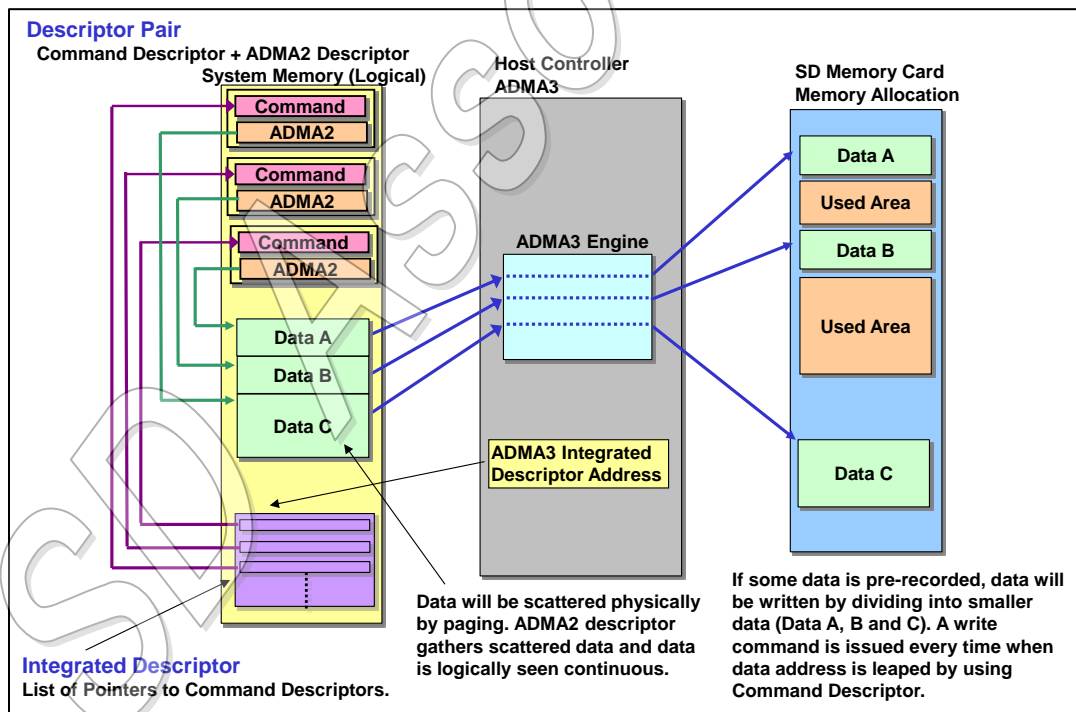 Descriptor Pair
Command Descriptor + ADMA2 Descriptor
System Memory (Logical)
Command
ADMA2
Command
ADMA2
Command
ADMA2
Data A
Data B
Data C
Integrated Descriptor
List of Pointers to Command Descriptors.
Host Controller
ADMA3
ADMA3 Engine
ADMA3 Integrated
Descriptor Address
Data will be scattered physically
by paging. ADMA2 descriptor
gathers scattered data and data
is logically seen continuous.
SD Memory Card
Memory Allocation
Data A
Used Area
Data B
Used Area
Data C
If some data is pre-recorded, data will
be written by dividing into smaller
data (Data A, B and C). A write
command is issued every time when
data address is leaped by using
Command Descriptor.
SD Asso